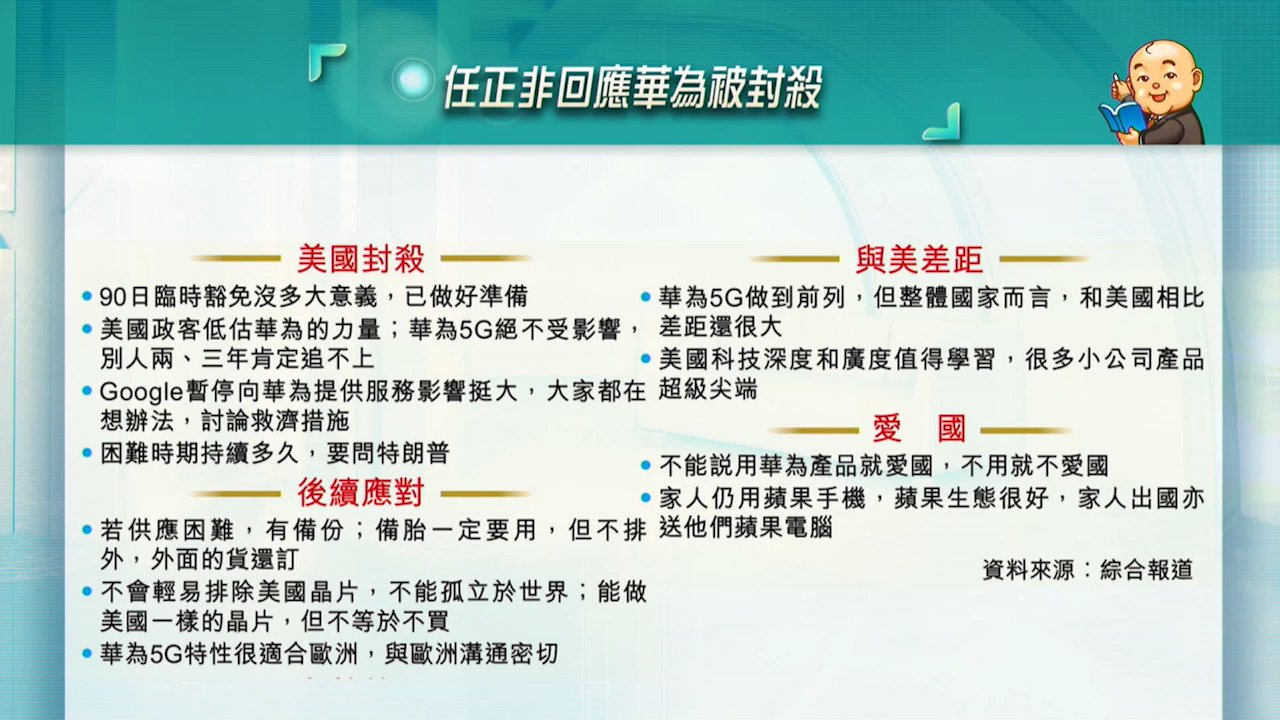 任正非回應華為被封殺
美國封殺
90日臨時豁免沒多大意義，已做好準備
美國政客低估華為的力量；華為5G絕不受影響，
別人兩、三年肯定追不上
Google暫停向華為提供服務影響挺大，大家都在
想辦法，討論救濟措施
困難時期持續多久，要問特朗普
後續應對
若供應困難，有備份；備胎一定要用，但不排
外，外面的貨還訂
不會輕易排除美國晶片，不能孤立於世界；能做
美國一樣的晶片，但不等於不買
華為5G特性很適合歐洲，與歐洲溝通密切
與美差距
華為5G做到前列，但整體國家而言，和美國相比
差距還很大
美國科技深度和廣度值得學習，很多小公司產品
超級尖端
愛　國
不能説用華為產品就愛國，不用就不愛國
家人仍用蘋果手機，蘋果生態很好，家人出國亦
送他們蘋果電腦
資料來源：綜合報道